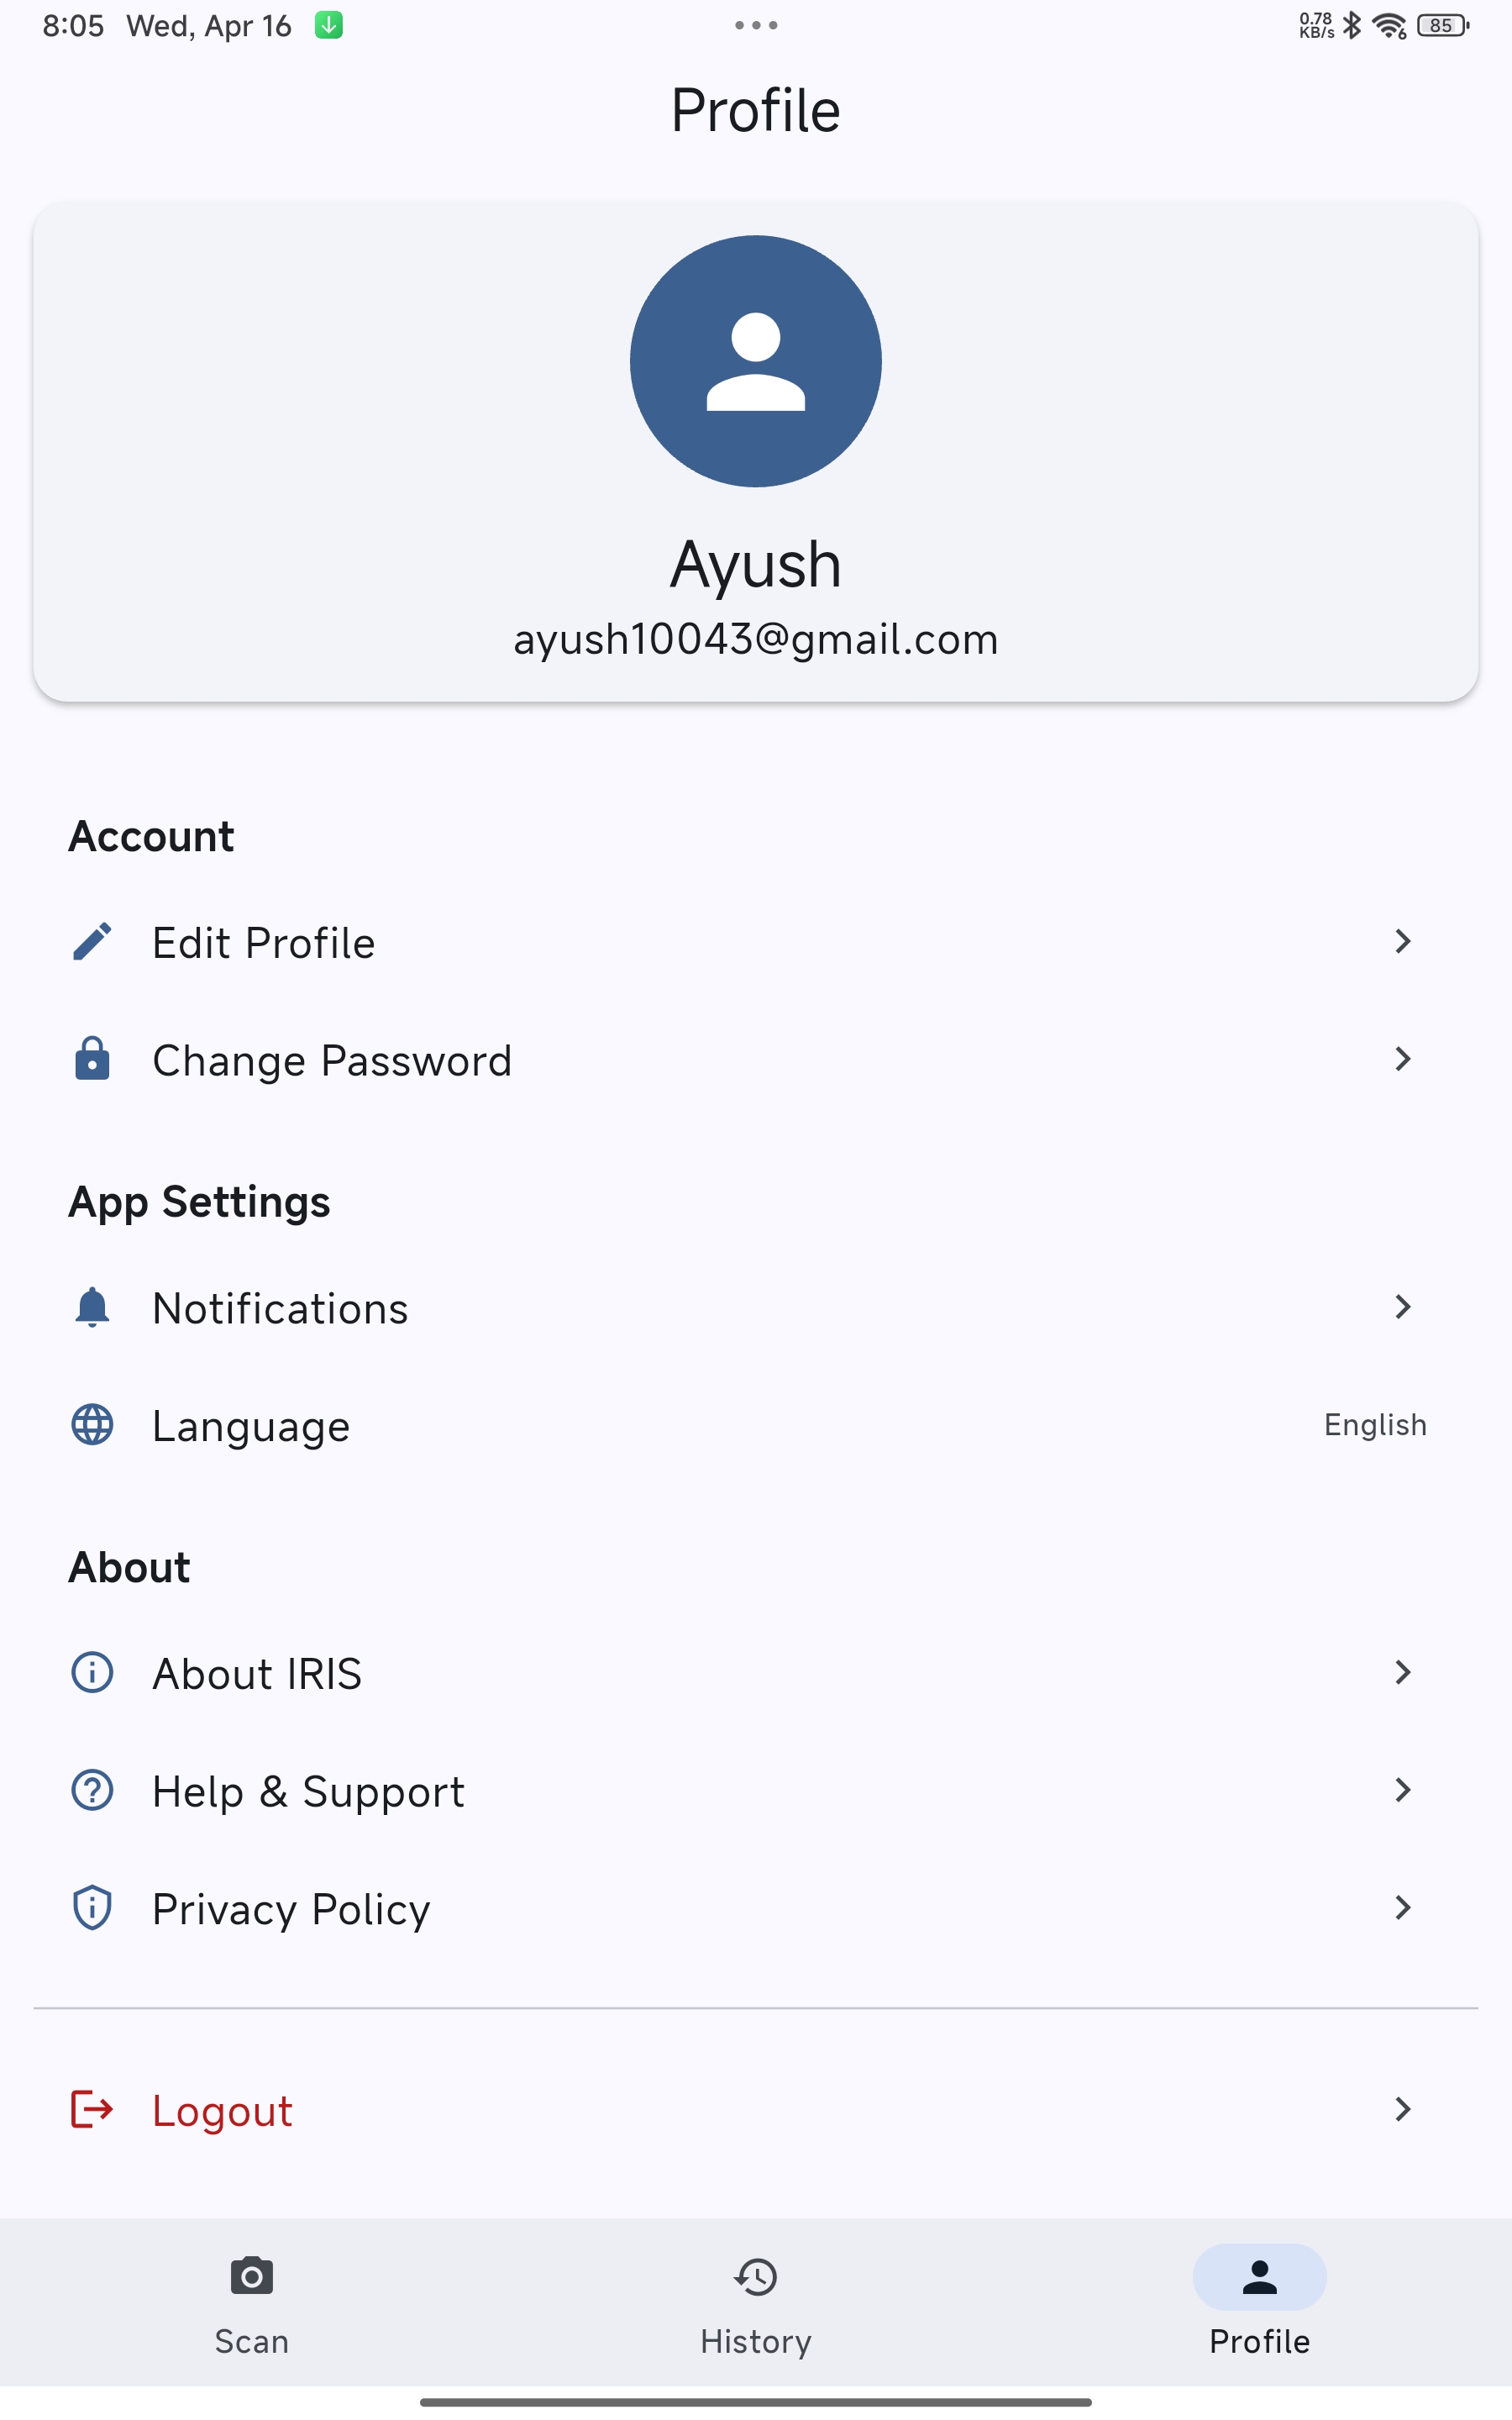 8:05 Wed, Apr 16
0.78
KB/s
6
85
Profile
Ayush
ayush10043@gmail.com
Account
Edit Profile
Change Password
App Settings
Notifications
Language English
About
About IRIS
Help & Support
Privacy Policy
Logout
Scan History Profile